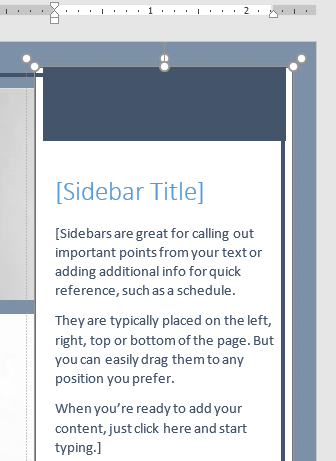 1 2
[Sidebar Title]
[Sidebars are great for calling out
important points from your text or
adding additional info for quick
reference, such as a schedule.
They are typically placed on the left,
right, top or bottom of the page. But
you can easily drag them to any
position you prefer.
When you’re ready to add your
content, just click here and start
typing.]